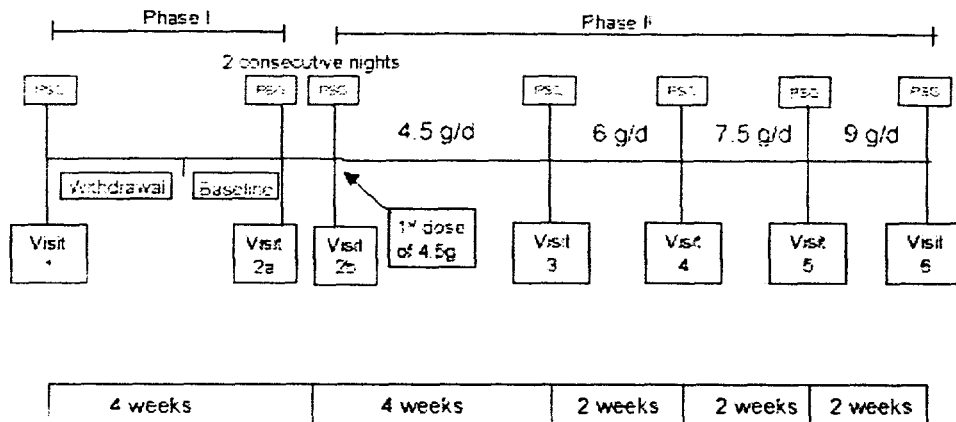 Phase I
Phase II
2 consecutive nights
PSG PSG PSG PSG PSG PSG PSG
4.5 g/d 6 g/d 7.5 g/d 9 g/d
Withdrawal Baseline
1st dose
of 4.5g
Visit
1
Visit
2a
Visit
2b
Visit
3
Visit
4
Visit
5
Visit
6
4 weeks 4 weeks 2 weeks 2 weeks 2 weeks